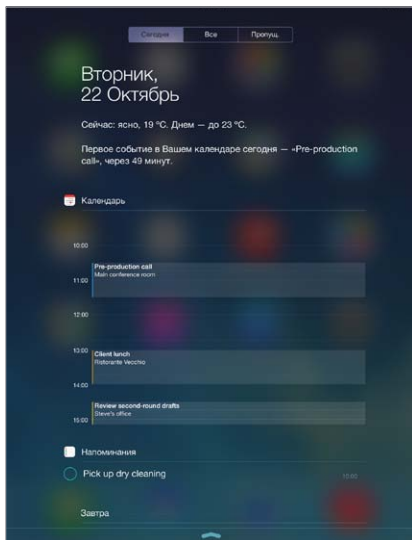 Сегодня Все Пропущ.
Вторник,
22 Октябрь
Сейчас: ясно, 19 °C. Днем — до 23 °C.
Первое событие в Вашем календаре сегодня — «Pre-production
call», через 49 минут.
Календарь
10:00
Pre-production call
Main conference room
11:00
12:00
13:00
Client lunch
Ristorante Vecchio
14:00
Review second-round drafts
Steve's office
15:00
Напоминания
Pick up dry cleaning
15:00
Завтра